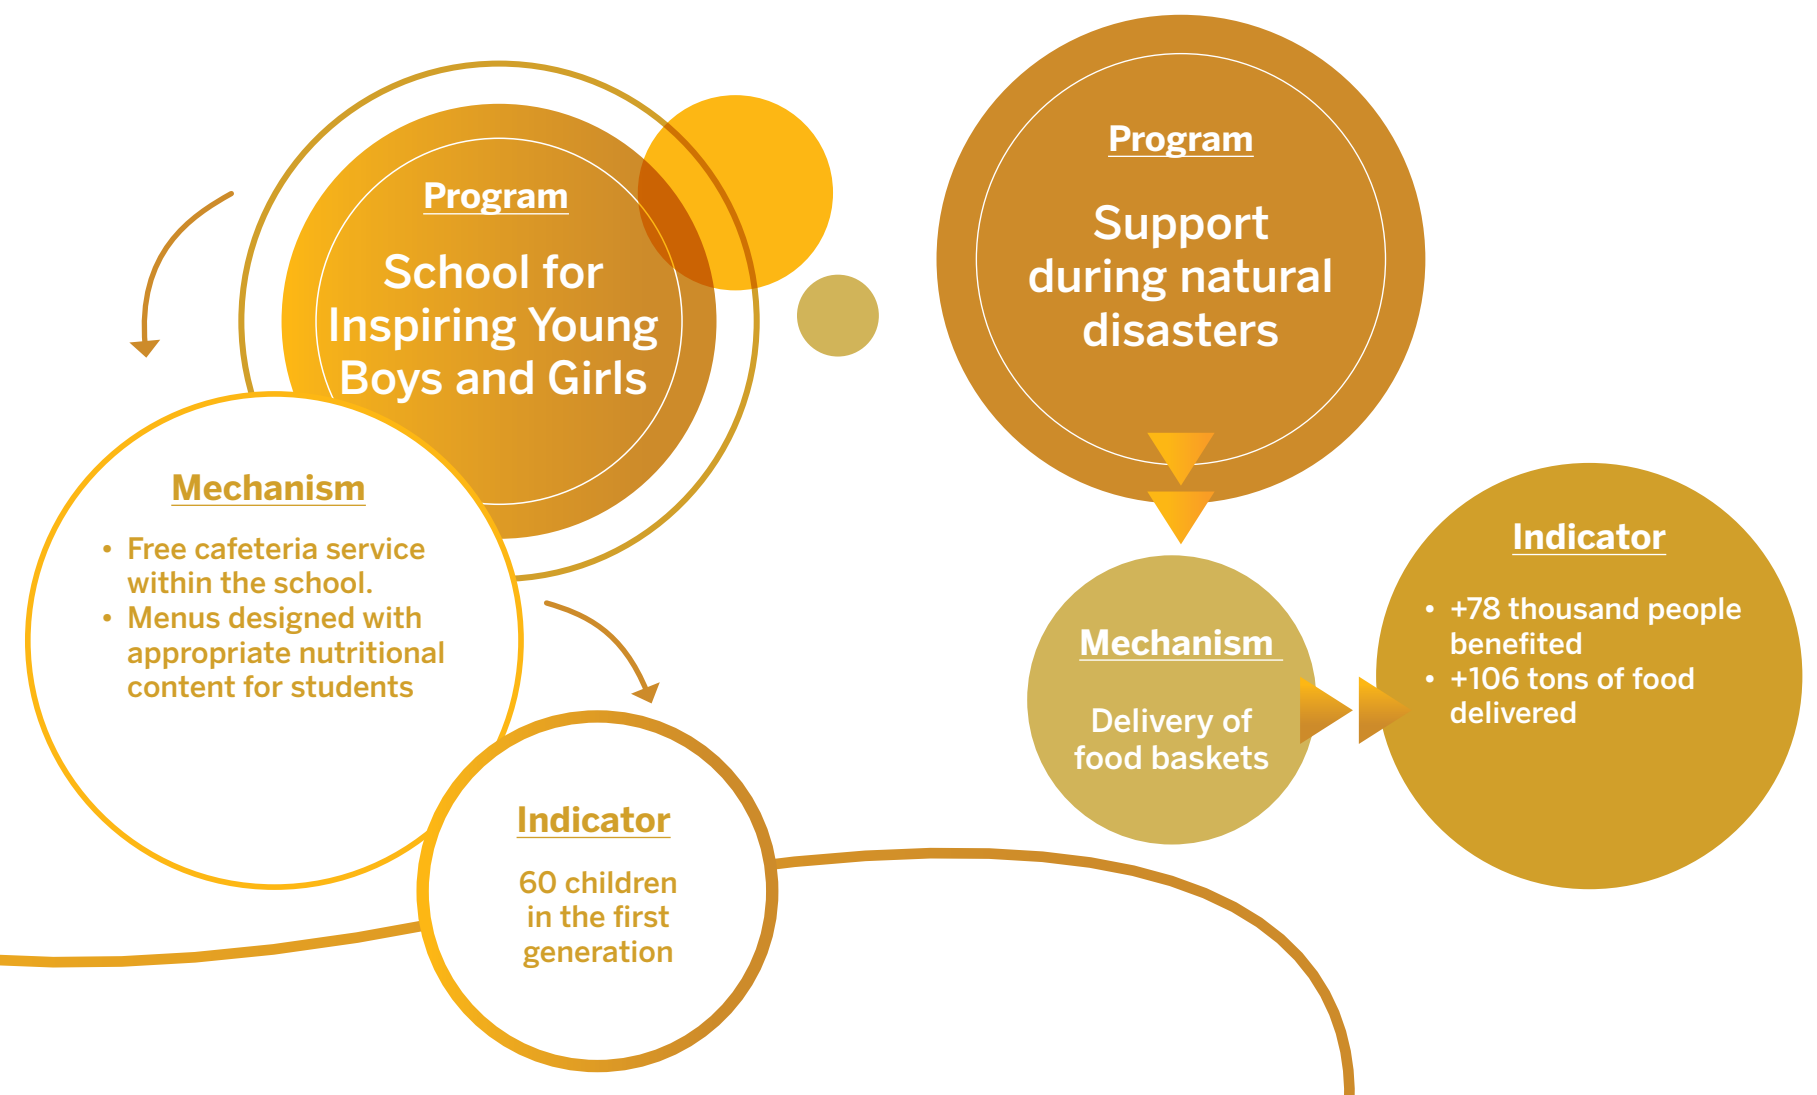 Program
School for
Inspiring Young
Boys and Girls
Mechanism
• Free cafeteria service
within the school.
• Menus designed with
appropriate nutritional
content for students
Indicator
60 children
in the first
generation
Program
Support
during natural
disasters
Mechanism
Delivery of
food baskets
Indicator
• +78 thousand people
benefited
• +106 tons of food
delivered